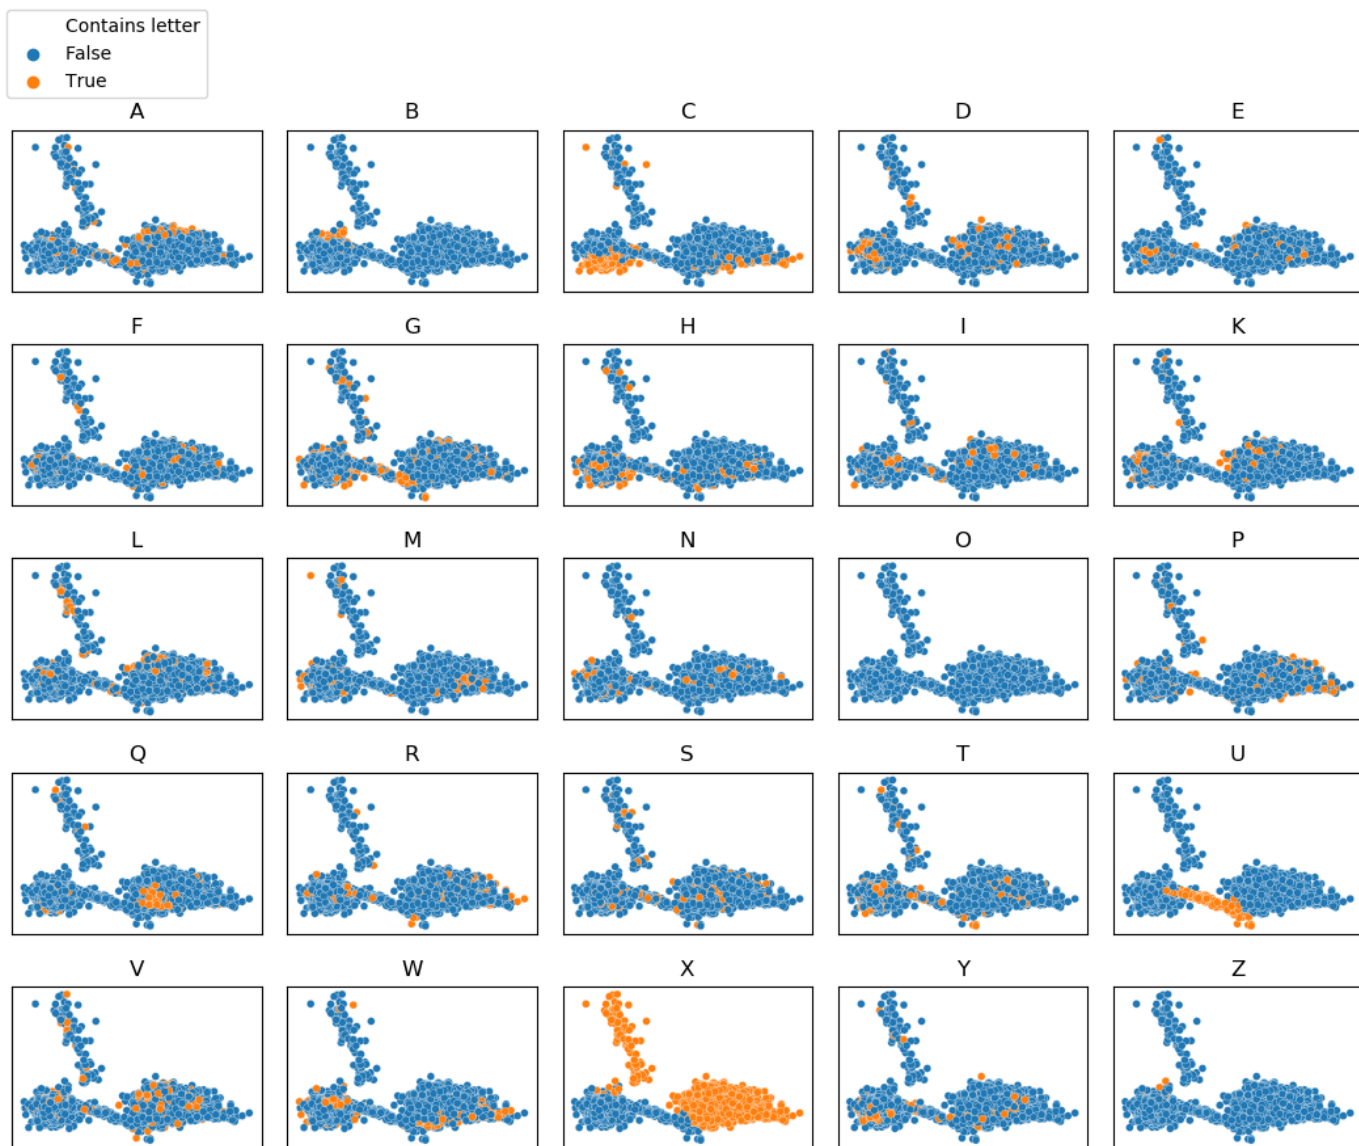 Contains letter
False
True
A B C D E
F G H I K
L M N O P
Q R S T U
V W X Y Z